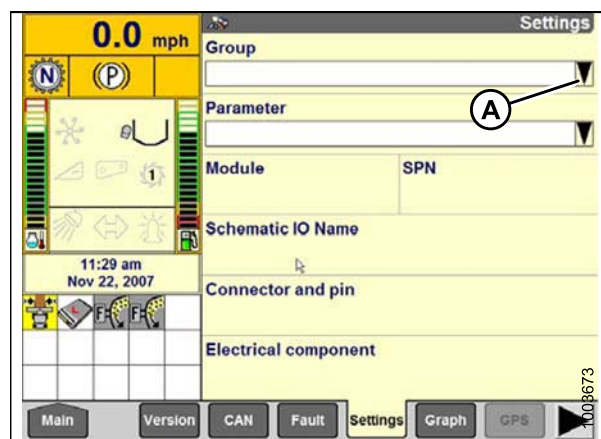 0.0 mph
N
(P)
1
11:29 am
Nov 22, 2007
F
F
Settings
Group
A
Parameter
Module SPN
Schematic IO Name
Connector and pin
Electrical component
Main Version CAN Fault Settings Graph GPS
1003673